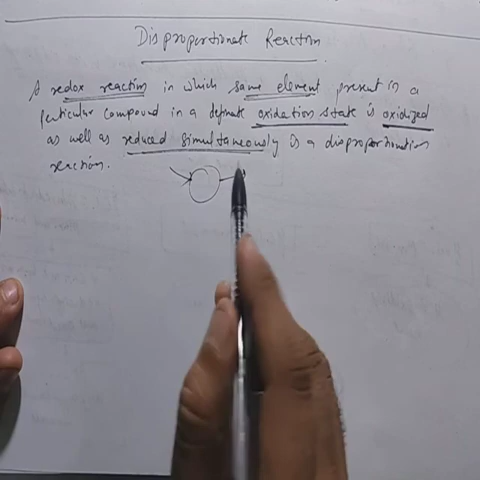 Disproportionate Reaction
A redox reaction in which same element present in a
particular compound in a definite oxidation state is oxidized
as well as reduced simultaneously is a disproportionation
reaction.